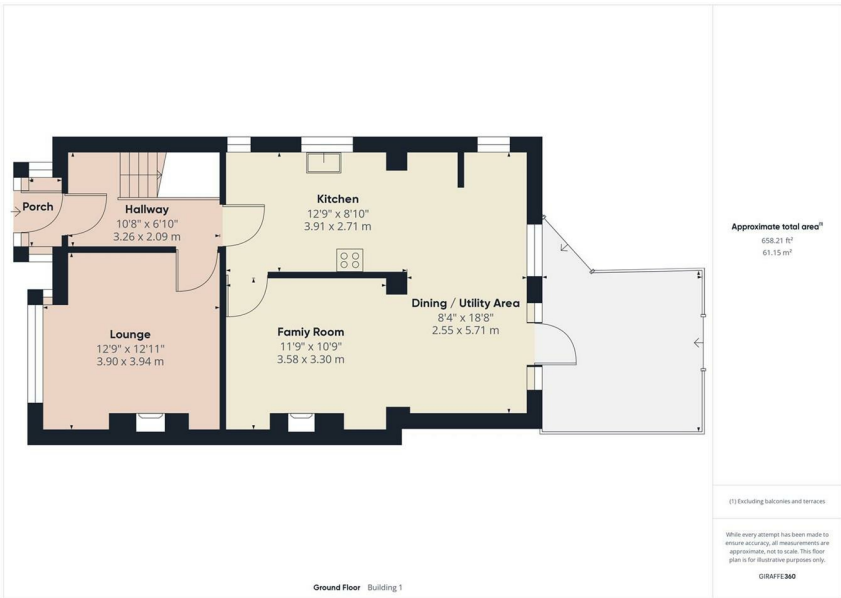 Porch
Hallway
10'8" x 6'10"
3.26 x 2.09 m
Kitchen
12'9" x 8'10"
3.91 x 2.71 m
Lounge
12'9" x 12'11"
3.90 x 3.94 m
Famiy Room
11'9" x 10'9"
3.58 x 3.30 m
Dining / Utility Area
8'4" x 18'8"
2.55 x 5.71 m
Approximate total area(1)
658.21 ft²
61.15 m²
(1) Excluding balconies and terraces
While every attempt has been made to
ensure accuracy, all measurements are
approximate, not to scale. This floor
plan is for illustrative purposes only.
GIRAFFE360
Ground Floor Building 1